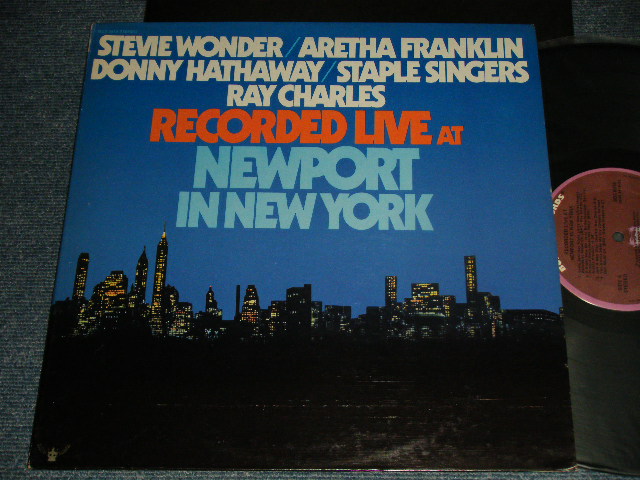 STEVIE WONDER/ARETHA FRANKLIN
DONNY HATHAWAY/STAPLE SINGERS
RAY CHARLES
RECORDED LIVE AT
NEWPORT
IN NEW YORK